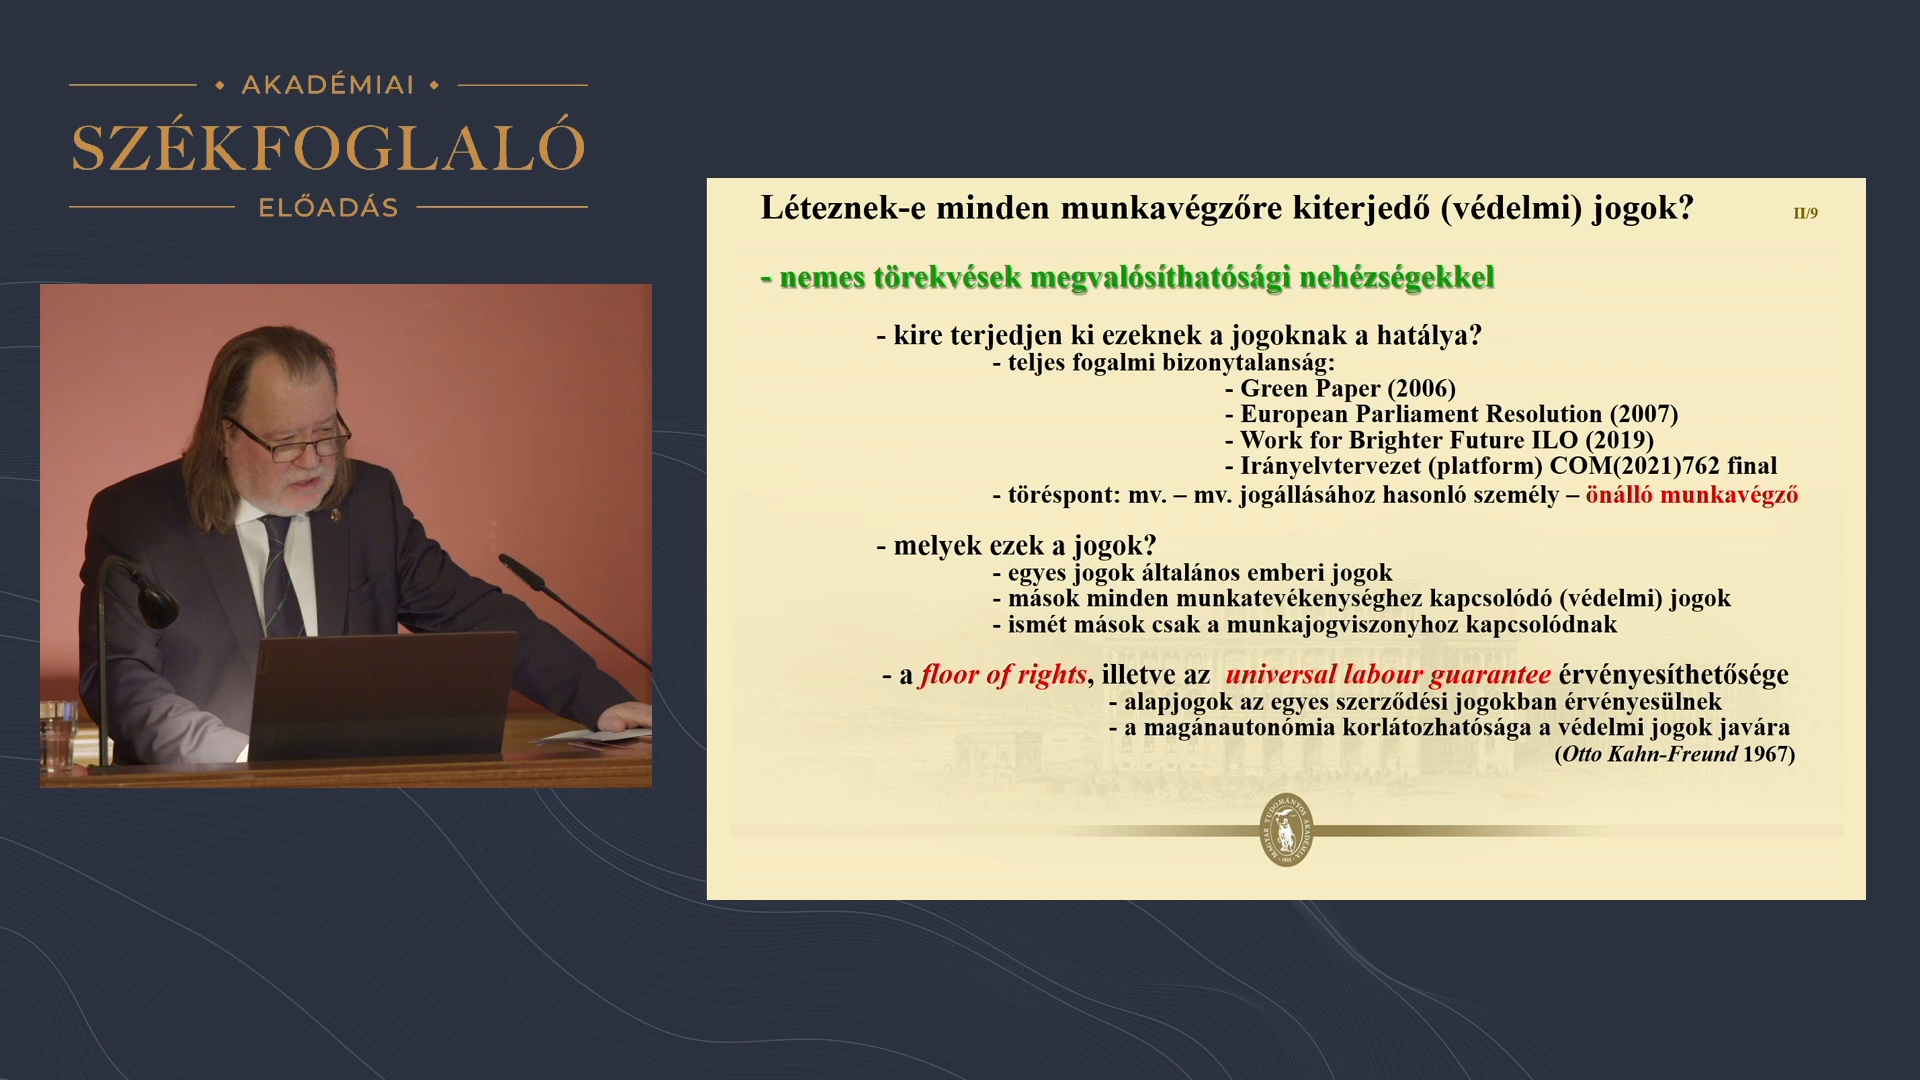 AKADÉMIAI
SZÉKFOGLALÓ
ELŐADÁS
Léteznek-e minden munkavégzőre kiterjedő (védelmi) jogok?
II/9
- nemes törekvések megvalósíthatósági nehézségekkel
- kire terjedjen ki ezeknek a jogoknak a hatálya?
- teljes fogalmi bizonytalanság:
- Green Paper (2006)
- European Parliament Resolution (2007)
- Work for Brighter Future ILO (2019)
- Irányelvtervezet (platform) COM(2021)762 final
- töréspont: mv. – mv. jogállásához hasonló személy – önálló munkavégző
- melyek ezek a jogok?
- egyes jogok általános emberi jogok
- mások minden munkatevékenységhez kapcsolódó (védelmi) jogok
- ismét mások csak a munkajogviszonyhoz kapcsolódnak
- a floor of rights, illetve az universal labour guarantee érvényesíthetősége
- alapjogok az egyes szerződési jogokban érvényesülnek
- a magánautonómia korlátozhatósága a védelmi jogok javára
(Otto Kahn-Freund 1967)
MAGYAR TUDOMÁNYOS AKADÉMIA